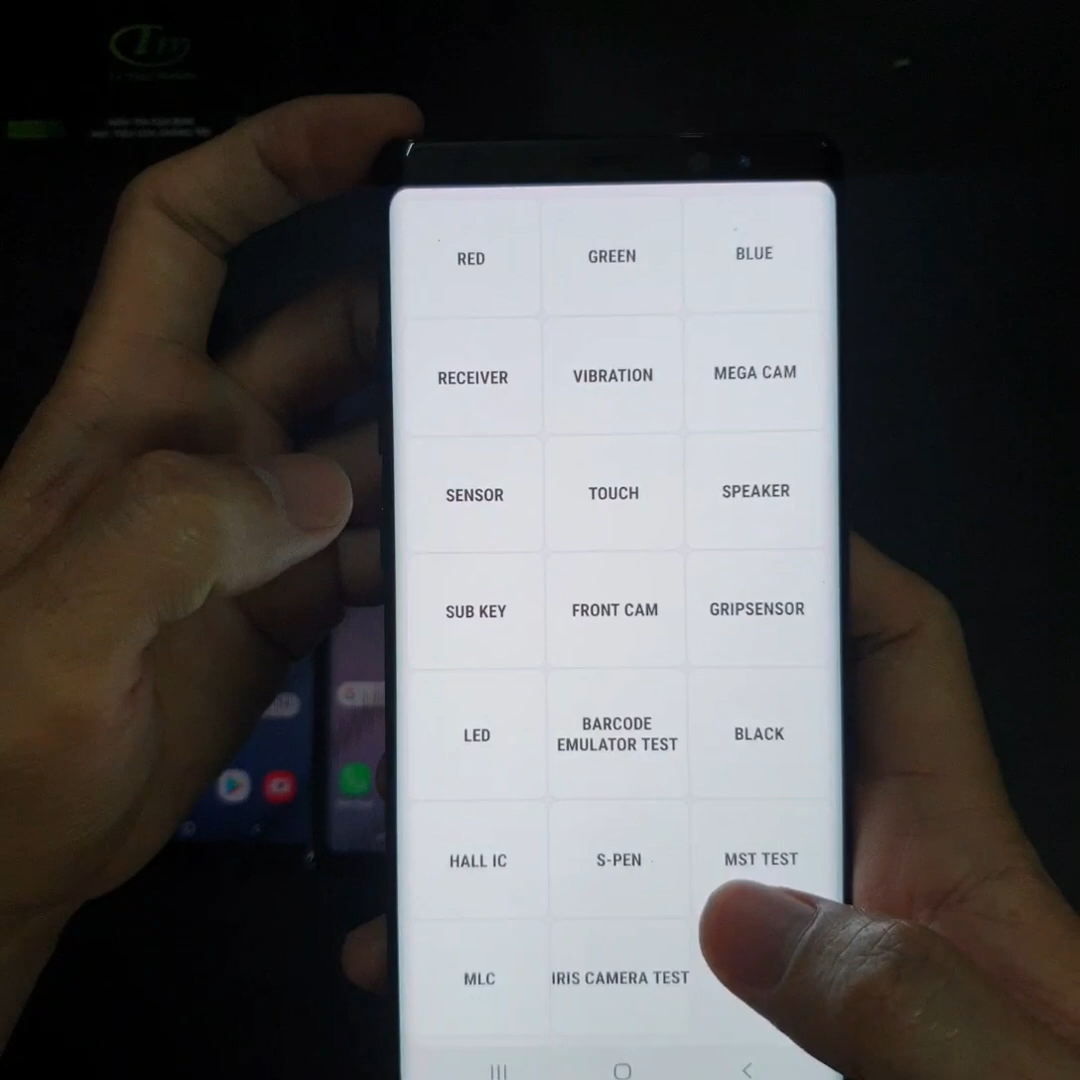 Tm
RED
GREEN
BLUE
RECEIVER
VIBRATION
MEGA CAM
SENSOR
TOUCH
SPEAKER
SUB KEY
FRONT CAM
GRIPSENSOR
LED
BARCODE
EMULATOR TEST
BLACK
HALL IC
S-PEN
MST TEST
MLC
IRIS CAMERA TEST